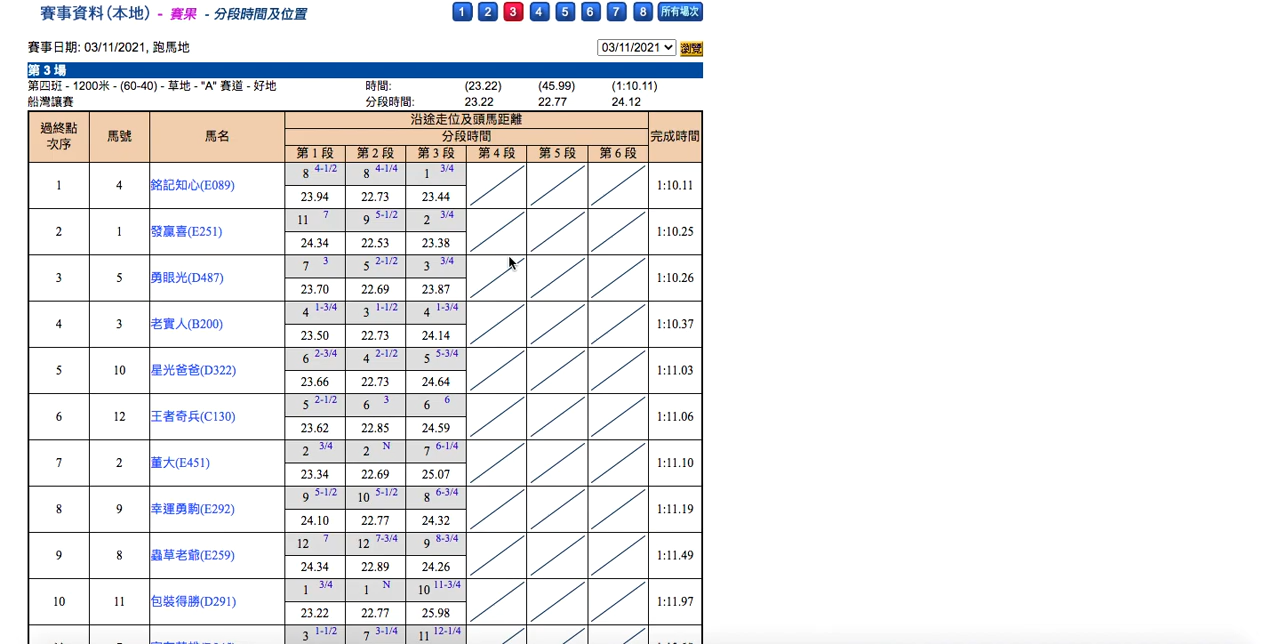 賽事資料(本地) - 賽果 - 分段時間及位置
1 2 3 4 5 6 7 8 所有場次
賽事日期: 03/11/2021, 跑馬地
03/11/2021 瀏覽
第 3 場
第四班 - 1200米 - (60-40) - 草地 - "A" 賽道 - 好地 時間: (23.22) (45.99) (1:10.11)
船灣讓賽 分段時間: 23.22 22.77 24.12
過終點次序 馬號 馬名 沿途走位及頭馬距離 完成時間
分段時間
第 1 段 第 2 段 第 3 段 第 4 段 第 5 段 第 6 段
1 4 銘記知心(E089) 8 4-1/2 8 4-1/4 1 3/4 1:10.11
23.94 22.73 23.44
2 1 發贏喜(E251) 11 7 9 5-1/2 2 3/4 1:10.25
24.34 22.53 23.38
3 5 勇眼光(D487) 7 3 5 2-1/2 3 3/4 1:10.26
23.70 22.69 23.87
4 3 老實人(B200) 4 1-3/4 3 1-1/2 4 1-3/4 1:10.37
23.50 22.73 24.14
5 10 星光爸爸(D322) 6 2-3/4 4 2-1/2 5 5-3/4 1:11.03
23.66 22.73 24.64
6 12 王者奇兵(C130) 5 2-1/2 6 3 6 6 1:11.06
23.62 22.85 24.59
7 2 董大(E451) 2 3/4 2 N 7 6-1/4 1:11.10
23.34 22.69 25.07
8 9 幸運勇駒(E292) 9 5-1/2 10 5-1/2 8 6-3/4 1:11.19
24.10 22.77 24.32
9 8 蟲草老爺(E259) 12 7 12 7-3/4 9 8-3/4 1:11.49
24.34 22.89 24.26
10 11 包裝得勝(D291) 1 3/4 1 N 10 11-3/4 1:11.97
23.22 22.77 25.98
3 1-1/2 7 3-1/4 11 12-1/4